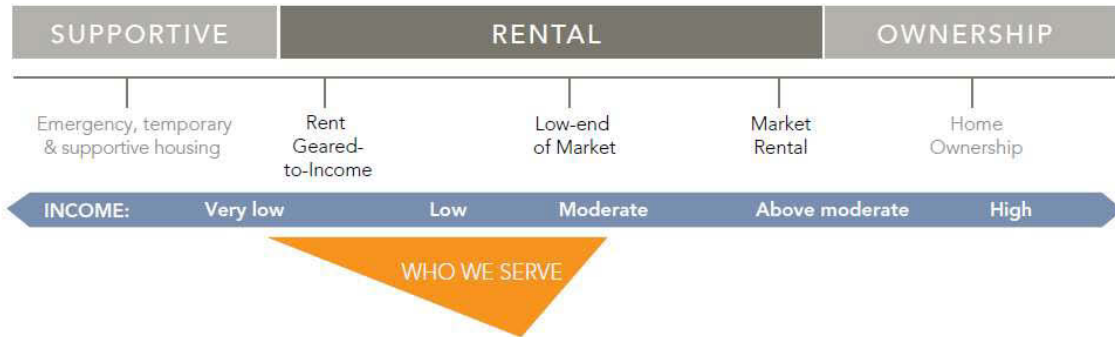 SUPPORTIVE
RENTAL
OWNERSHIP
Emergency, temporary
& supportive housing
Rent
Geared-
to-Income
Low-end
of Market
Market
Rental
Home
Ownership
INCOME: Very low Low Moderate Above moderate High
WHO WE SERVE